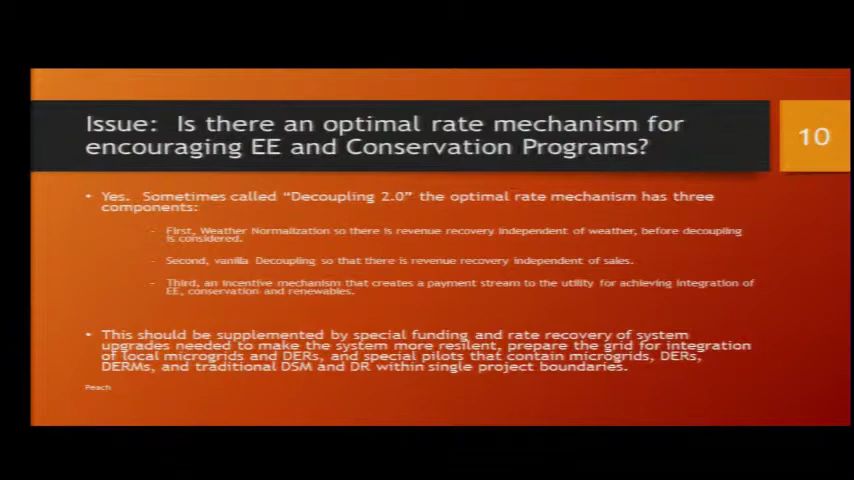 Issue: Is there an optimal rate mechanism for
encouraging EE and Conservation Programs?
10
• Yes. Sometimes called “Decoupling 2.0” the optimal rate mechanism has three
components:
- First, Weather Normalization so there is revenue recovery independent of weather, before decoupling
is considered.
- Second, vanilla Decoupling so that there is revenue recovery independent of sales.
- Third, an incentive mechanism that creates a payment stream to the utility for achieving integration of
EE, conservation and renewables.
• This should be supplemented by special funding and rate recovery of system
upgrades needed to make the system more resilent, prepare the grid for integration
of local microgrids and DERs, and special pilots that contain microgrids, DERs,
DERMs, and traditional DSM and DR within single project boundaries.
Peach